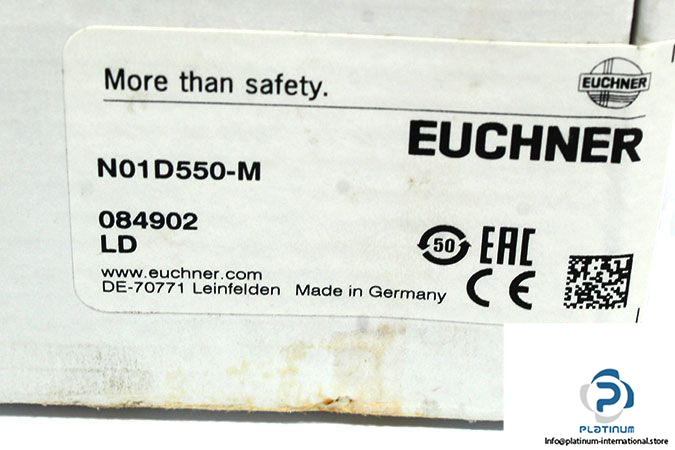 More than safety.
EUCHNER
EUCHNER
N01D550-M
084902
LD
50 EAC
CE
www.euchner.com
DE-70771 Leinfelden Made in Germany
PLATINUM
Info@platinum-international.store